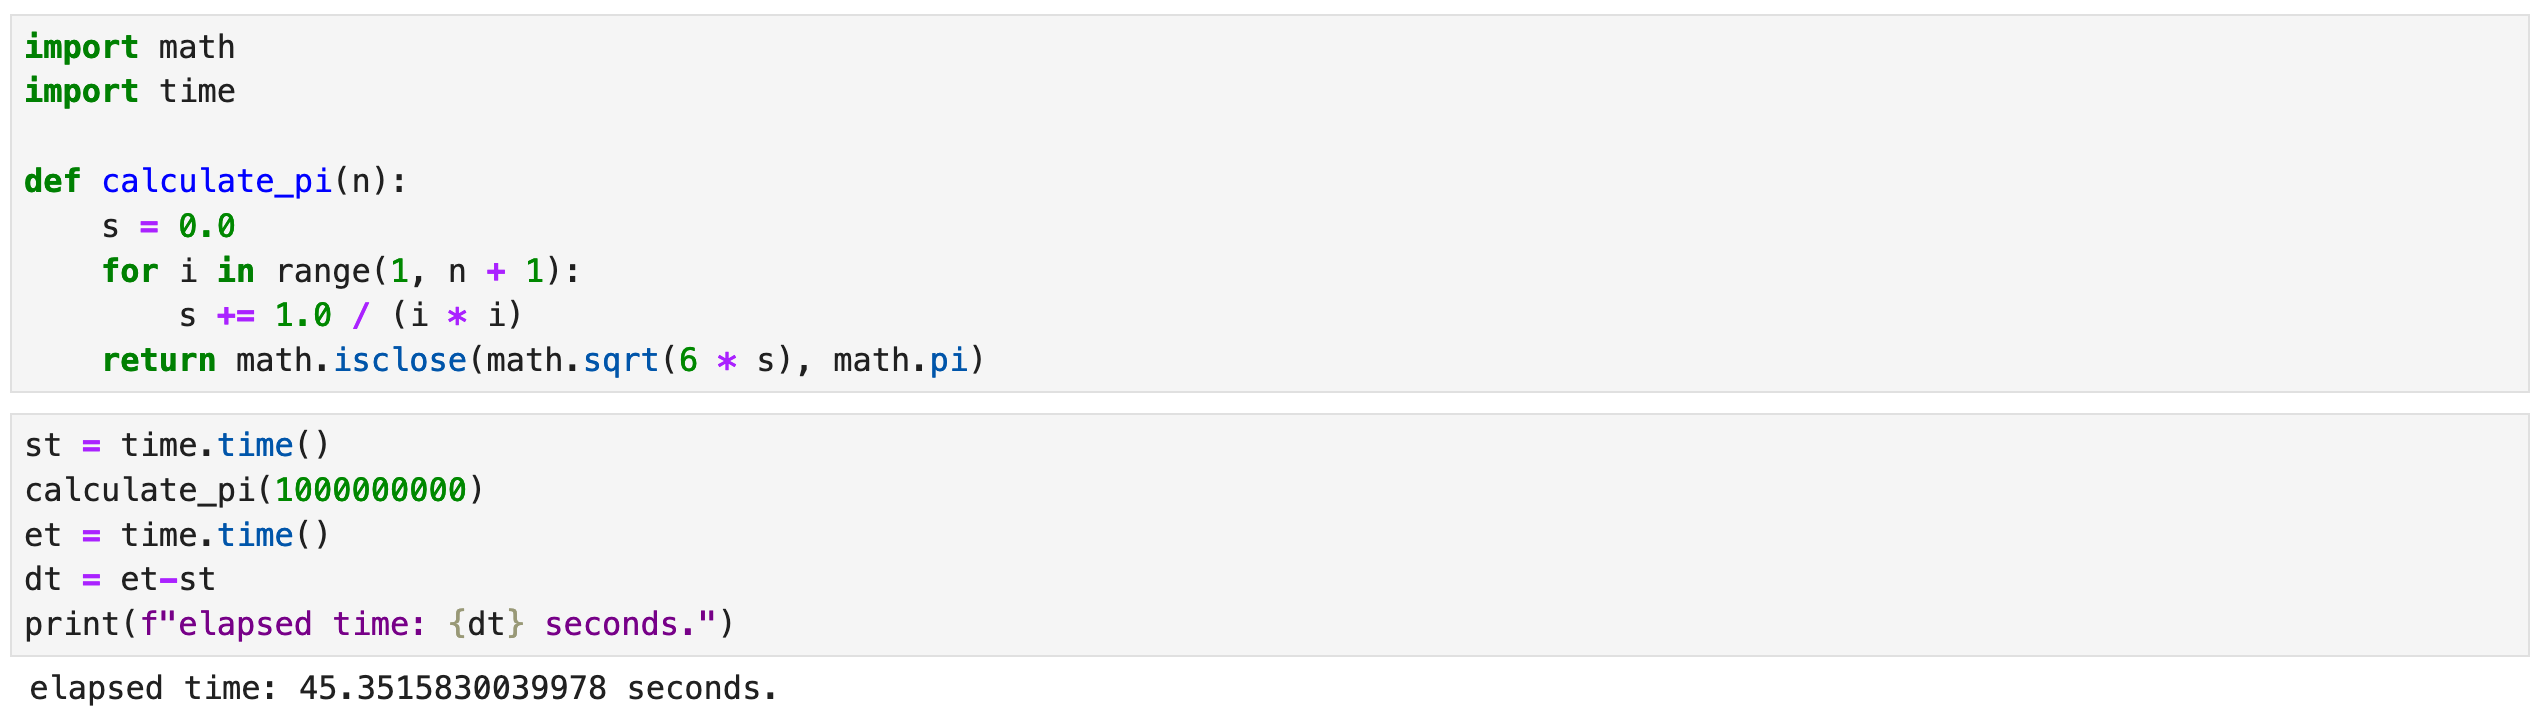 import math
import time
def calculate_pi(n):
    s = 0.0
    for i in range(1, n + 1):
        s += 1.0 / (i * i)
    return math.isclose(math.sqrt(6 * s), math.pi)
st = time.time()
calculate_pi(1000000000)
et = time.time()
dt = et-st
print(f"elapsed time: {dt} seconds.")
elapsed time: 45.3515830039978 seconds.